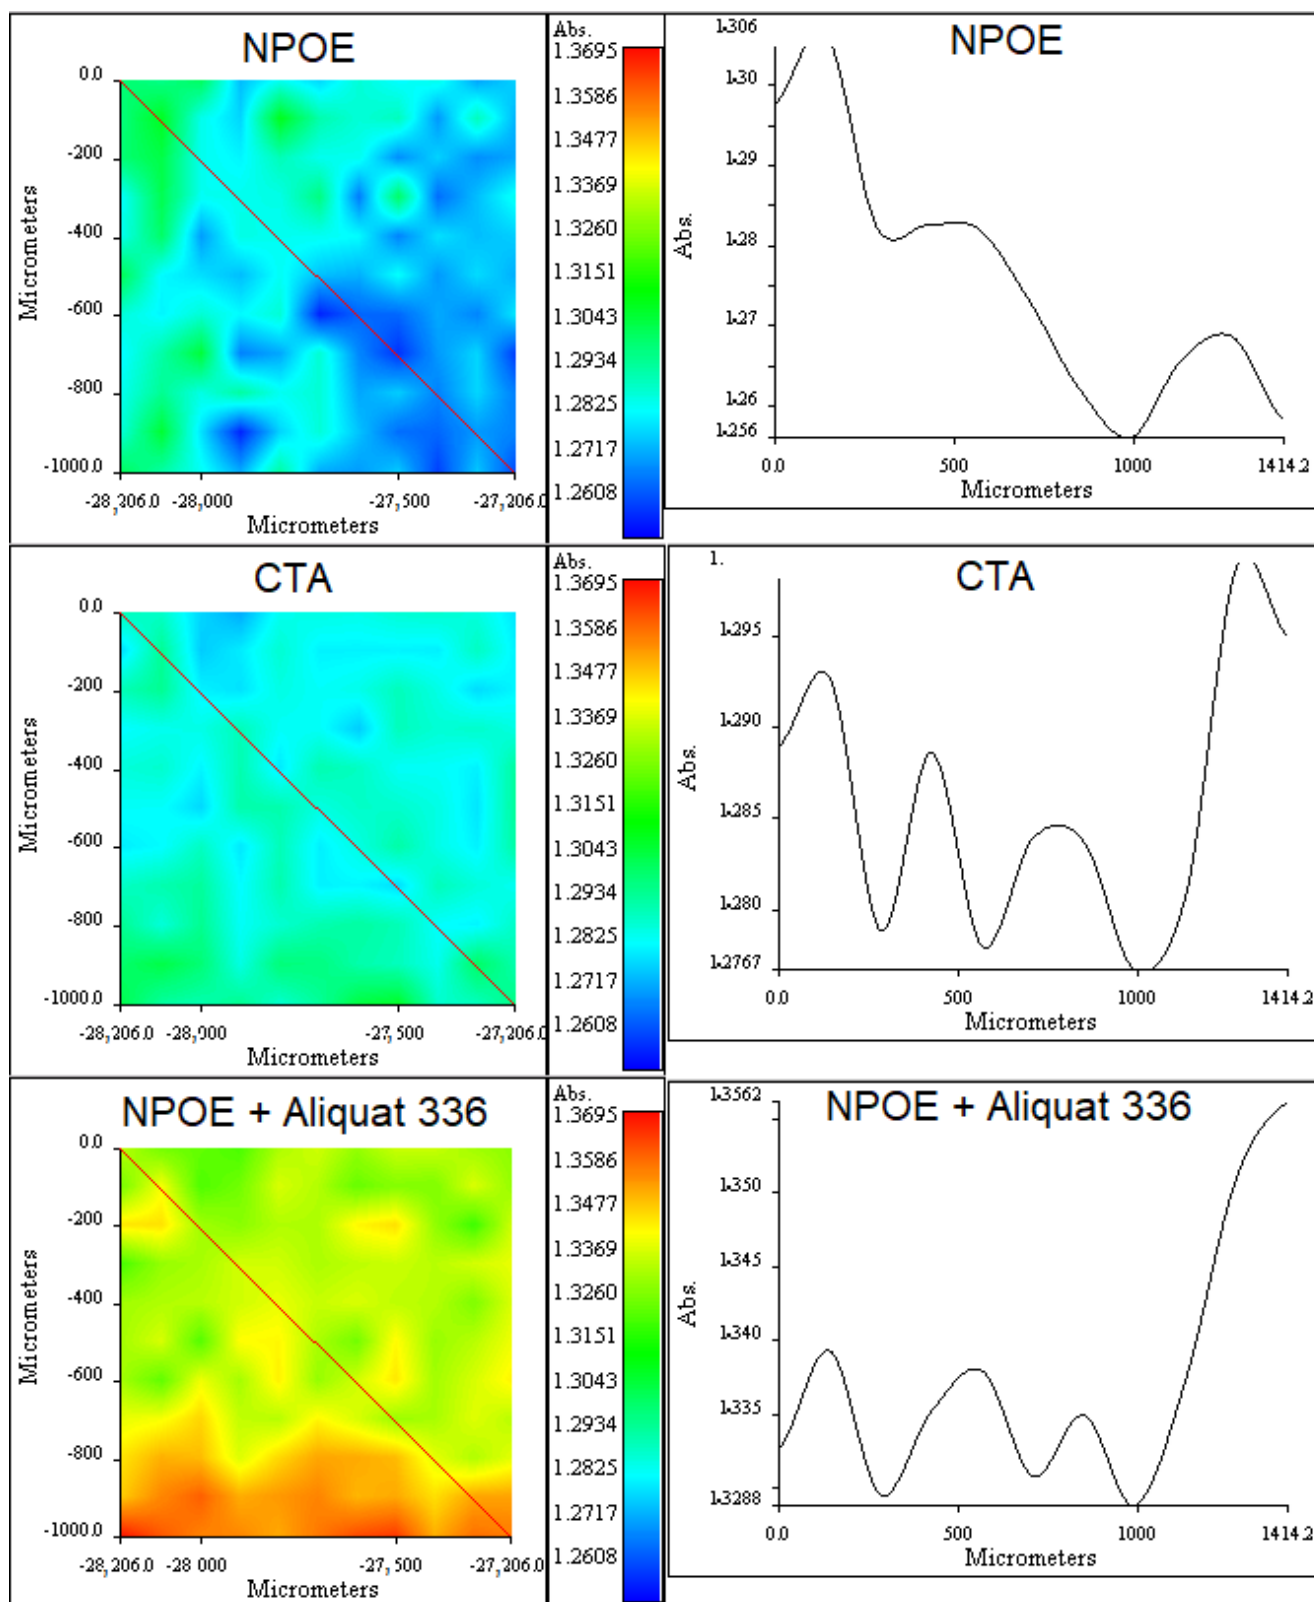 NPOE
Abs.
1.3695
1.3586
1.3477
1.3369
1.3260
1.3151
1.3043
1.2934
1.2825
1.2717
1.2608
0.0
-200
-400
-600
-800
-1000.0
Micrometers
-28,206.0 -28,000 -27,500 -27,206.0
Micrometers
NPOE
1.306
1.30
1.29
1.28
1.27
1.26
1.256
Abs.
0.0 500 1000 1414.2
Micrometers
CTA
Abs.
1.3695
1.3586
1.3477
1.3369
1.3260
1.3151
1.3043
1.2934
1.2825
1.2717
1.2608
0.0
-200
-400
-600
-800
-1000.0
Micrometers
-28,206.0 -28,900 -27,500 -27,206.0
Micrometers
CTA
1.
1.295
1.290
1.285
1.280
1.2767
Abs.
0.0 500 1000 1414.2
Micrometers
NPOE + Aliquat 336
Abs.
1.3695
1.3586
1.3477
1.3369
1.3260
1.3151
1.3043
1.2934
1.2825
1.2717
1.2608
0.0
-200
-400
-600
-800
-1000.0
Micrometers
-28,206.0 -28 000 -27,500 -27,206.0
Micrometers
NPOE + Aliquat 336
1.3562
1.350
1.345
1.340
1.335
1.3288
Abs.
0.0 500 1000 1414.2
Micrometers